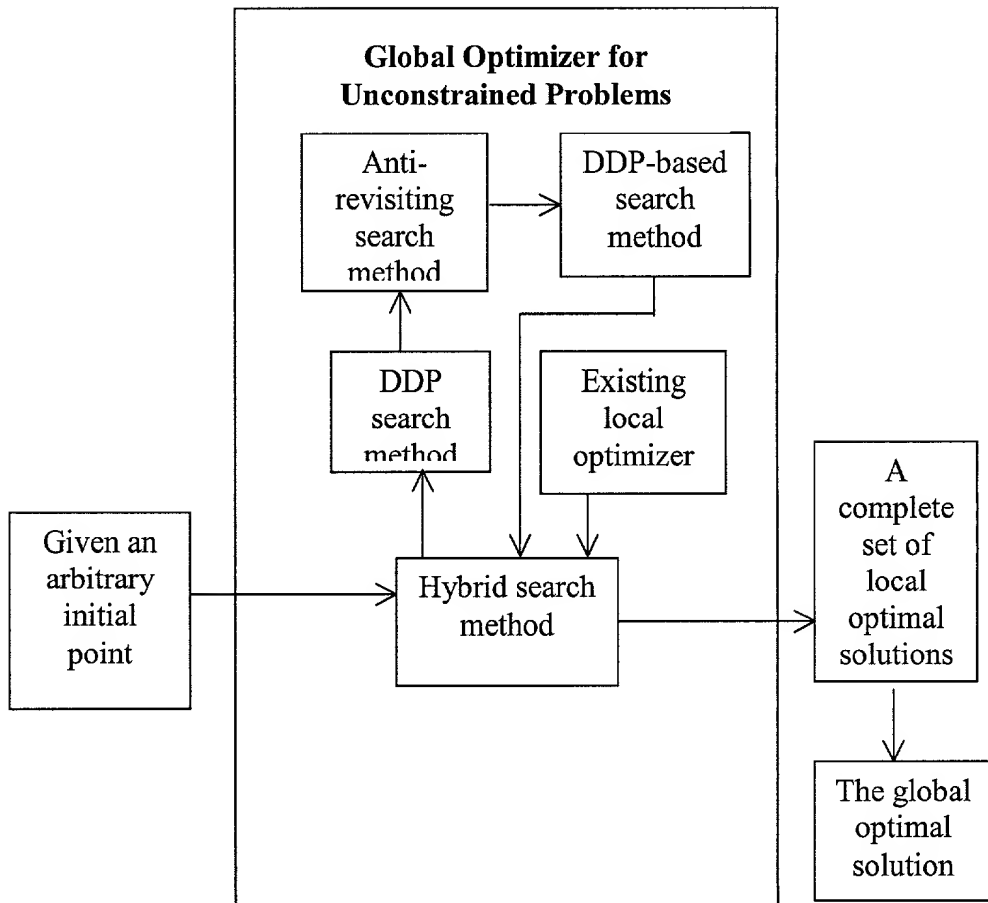 Global Optimizer for
Unconstrained Problems
Anti-
revisiting
search
method
DDP-based
search
method
DDP
search
method
Existing
local
optimizer
Given an
arbitrary
initial
point
Hybrid search
method
A
complete
set of
local
optimal
solutions
The global
optimal
solution